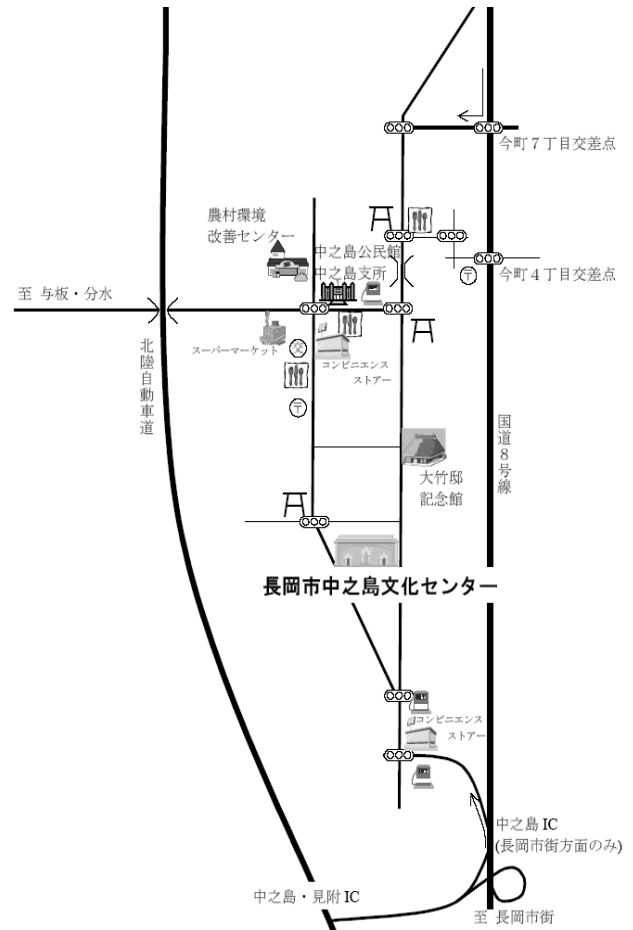 今町７丁目交差点
農村環境
改善センター
中之島公民館
中之島支所
〒
今町４丁目交差点
至 与板・分水
スーパーマーケット
交
コンビニエンス
ストアー
〒
北陸自動車道
国道８号線
大竹邸
記念館
長岡市中之島文化センター
コンビニエンス
ストアー
中之島 IC
(長岡市街方面のみ)
中之島・見附 IC
至 長岡市街